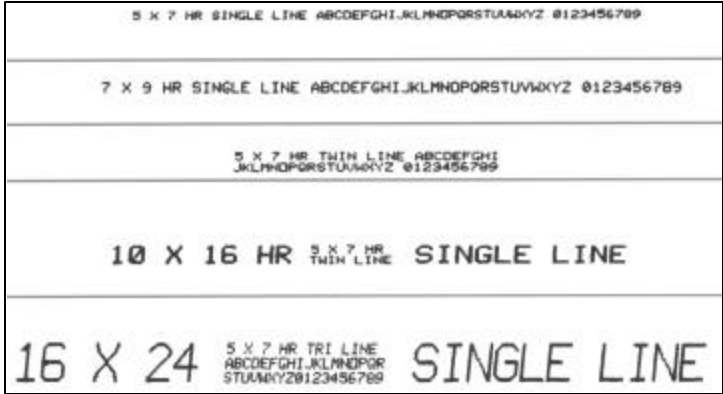 5 X 7 HR SINGLE LINE ABCDEFGHIJKLMNOPQRSTUVWXYZ 0123456789
7 X 9 HR SINGLE LINE ABCDEFGHIJKLMNOPQRSTUVWXYZ 0123456789
5 X 7 HR TWIN LINE ABCDEFGHI
JKLMNOPQRSTUVWXYZ 0123456789
10 X 16 HR 5 X 7 HR TWIN LINE SINGLE LINE
16 X 24 5 X 7 HR TRI LINE ABCDEFGHIJKLMNOPQR STUVWXYZ0123456789 SINGLE LINE